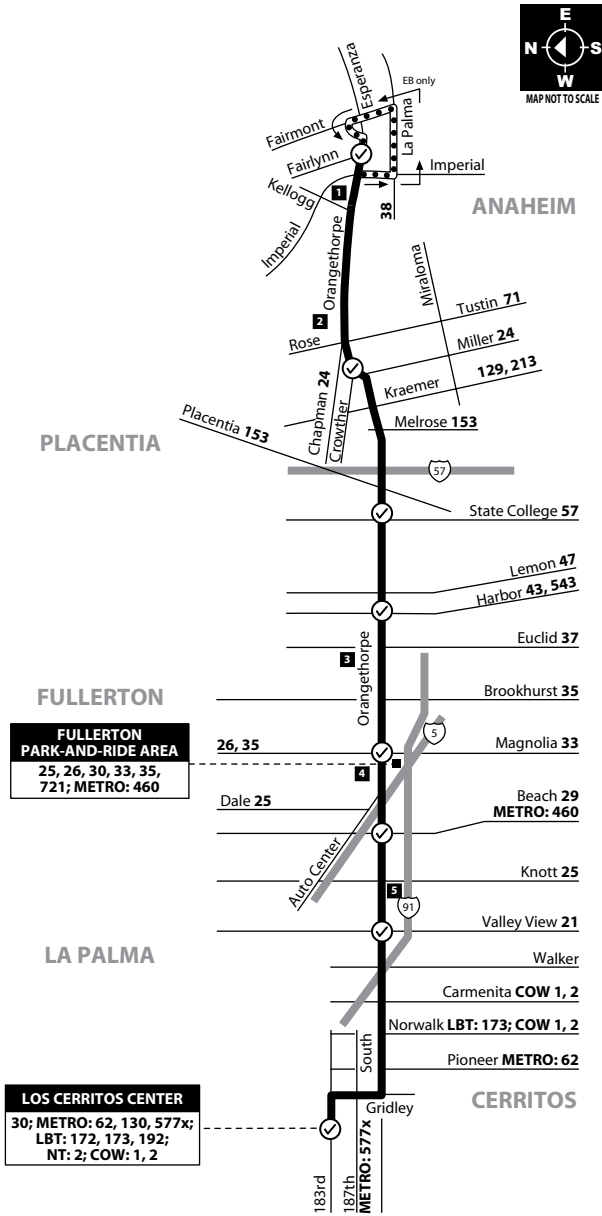 E
N
S
W
MAP NOT TO SCALE
Esperanza
EB only
La Palma
Fairmont
Fairlynn
Imperial
Kellogg
1
38
ANAHEIM
Imperial
Orangethorpe
Miraloma
2
Tustin 71
Rose
Miller 24
129, 213
Kraemer
Chapman 24
Crowther
Placentia 153
Melrose 153
PLACENTIA
57
State College 57
Lemon 47
Harbor 43, 543
Euclid 37
3
Orangethorpe
FULLERTON
Brookhurst 35
5
FULLERTON
PARK-AND-RIDE AREA
25, 26, 30, 33, 35,
721; METRO: 460
26, 35
Magnolia 33
4
Dale 25
Beach 29
METRO: 460
Auto Center
Knott 25
5
91
Valley View 21
LA PALMA
Walker
Carmenita COW 1, 2
Norwalk LBT: 173; COW 1, 2
South
Pioneer METRO: 62
CERRITOS
Gridley
LOS CERRITOS CENTER
30; METRO: 62, 130, 577x;
LBT: 172, 173, 192;
NT: 2; COW: 1, 2
183rd
187th
METRO: 577x